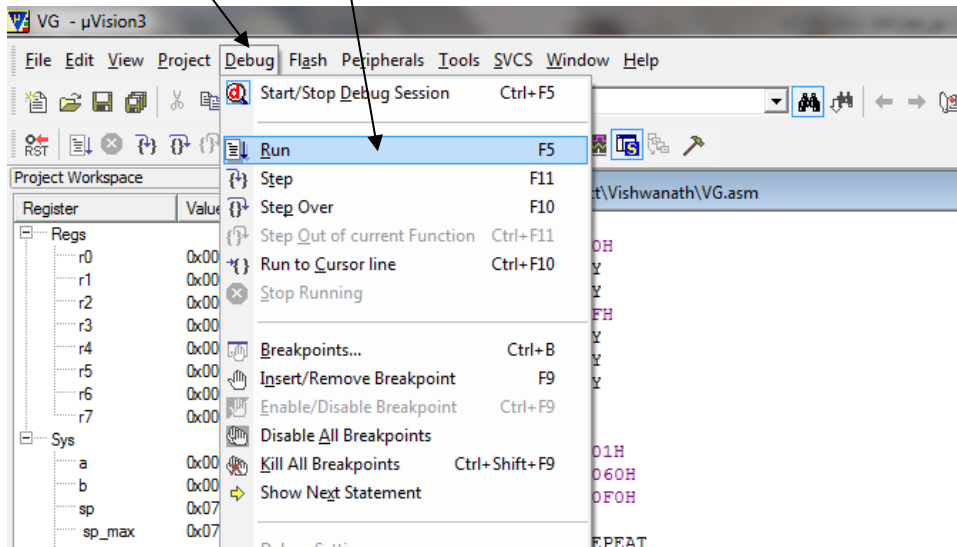 VG - µVision3
File Edit View Project Debug Flash Peripherals Tools SVCS Window Help
Start/Stop Debug Session Ctrl+F5
RST
Run F5
Project Workspace
Step F11
t\Vishwanath\VG.asm
Register Value
Step Over F10
Regs
Step Out of current Function Ctrl+F11
0H
r0 0x00
Run to Cursor line Ctrl+F10
Y
r1 0x00
Y
r2 0x00
Stop Running
FH
r3 0x00
Y
r4 0x00
Breakpoints... Ctrl+B
Y
r5 0x00
Insert/Remove Breakpoint F9
Y
r6 0x00
Enable/Disable Breakpoint Ctrl+F9
r7 0x00
Disable All Breakpoints
Sys
01H
a 0x00
Kill All Breakpoints Ctrl+Shift+F9
060H
b 0x00
Show Next Statement
0F0H
sp 0x07
sp_max 0x07
EPEAT